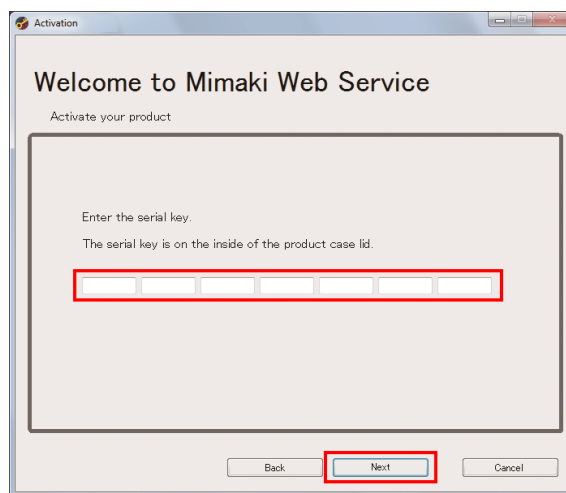 Activation
Welcome to Mimaki Web Service
Activate your product
Enter the serial key.
The serial key is on the inside of the product case lid.
Back Next Cancel